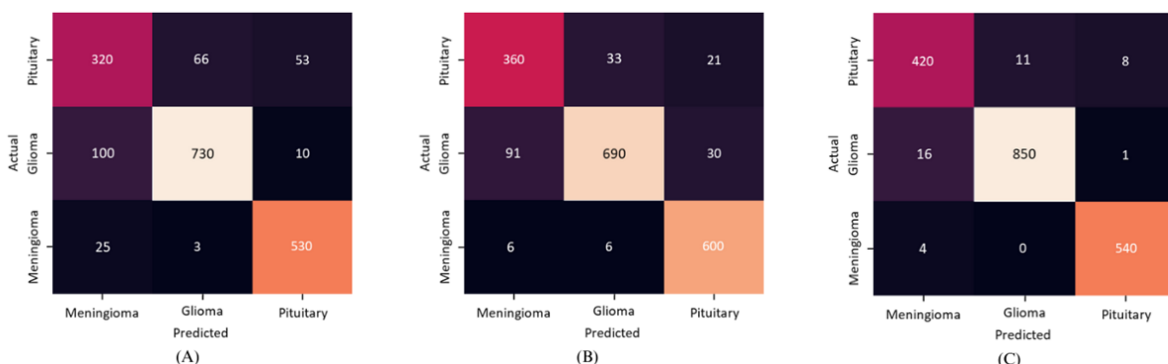 Pituitary 320 66 53
Actual Glioma 100 730 10
Meningioma 25 3 530
Meningioma Glioma Pituitary
Predicted
(A)
Pituitary 360 33 21
Actual Glioma 91 690 30
Meningioma 6 6 600
Meningioma Glioma Pituitary
Predicted
(B)
Pituitary 420 11 8
Actual Glioma 16 850 1
Meningioma 4 0 540
Meningioma Glioma Pituitary
Predicted
(C)